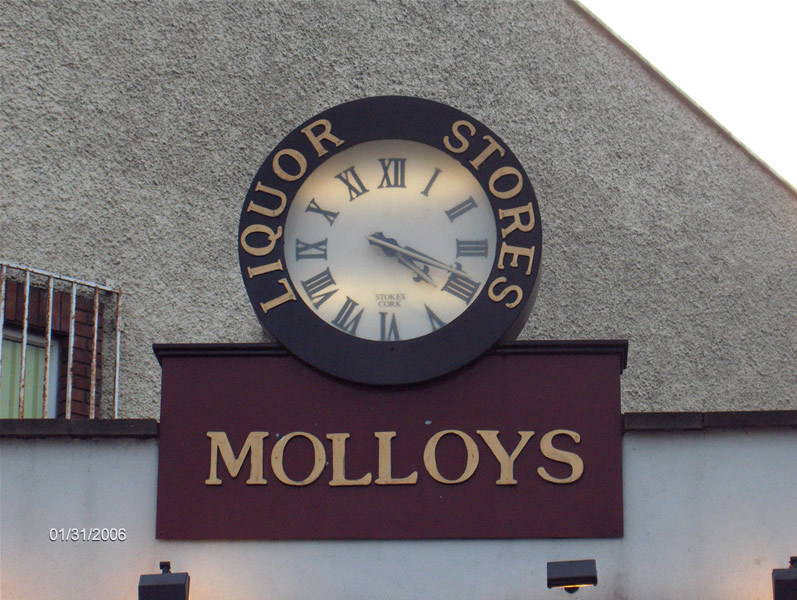 LIQUOR STORES
XII
I
II
III
IIII
V
VI
VII
VIII
IX
X
XI
STOKES
CORK
MOLLOYS
01/31/2006